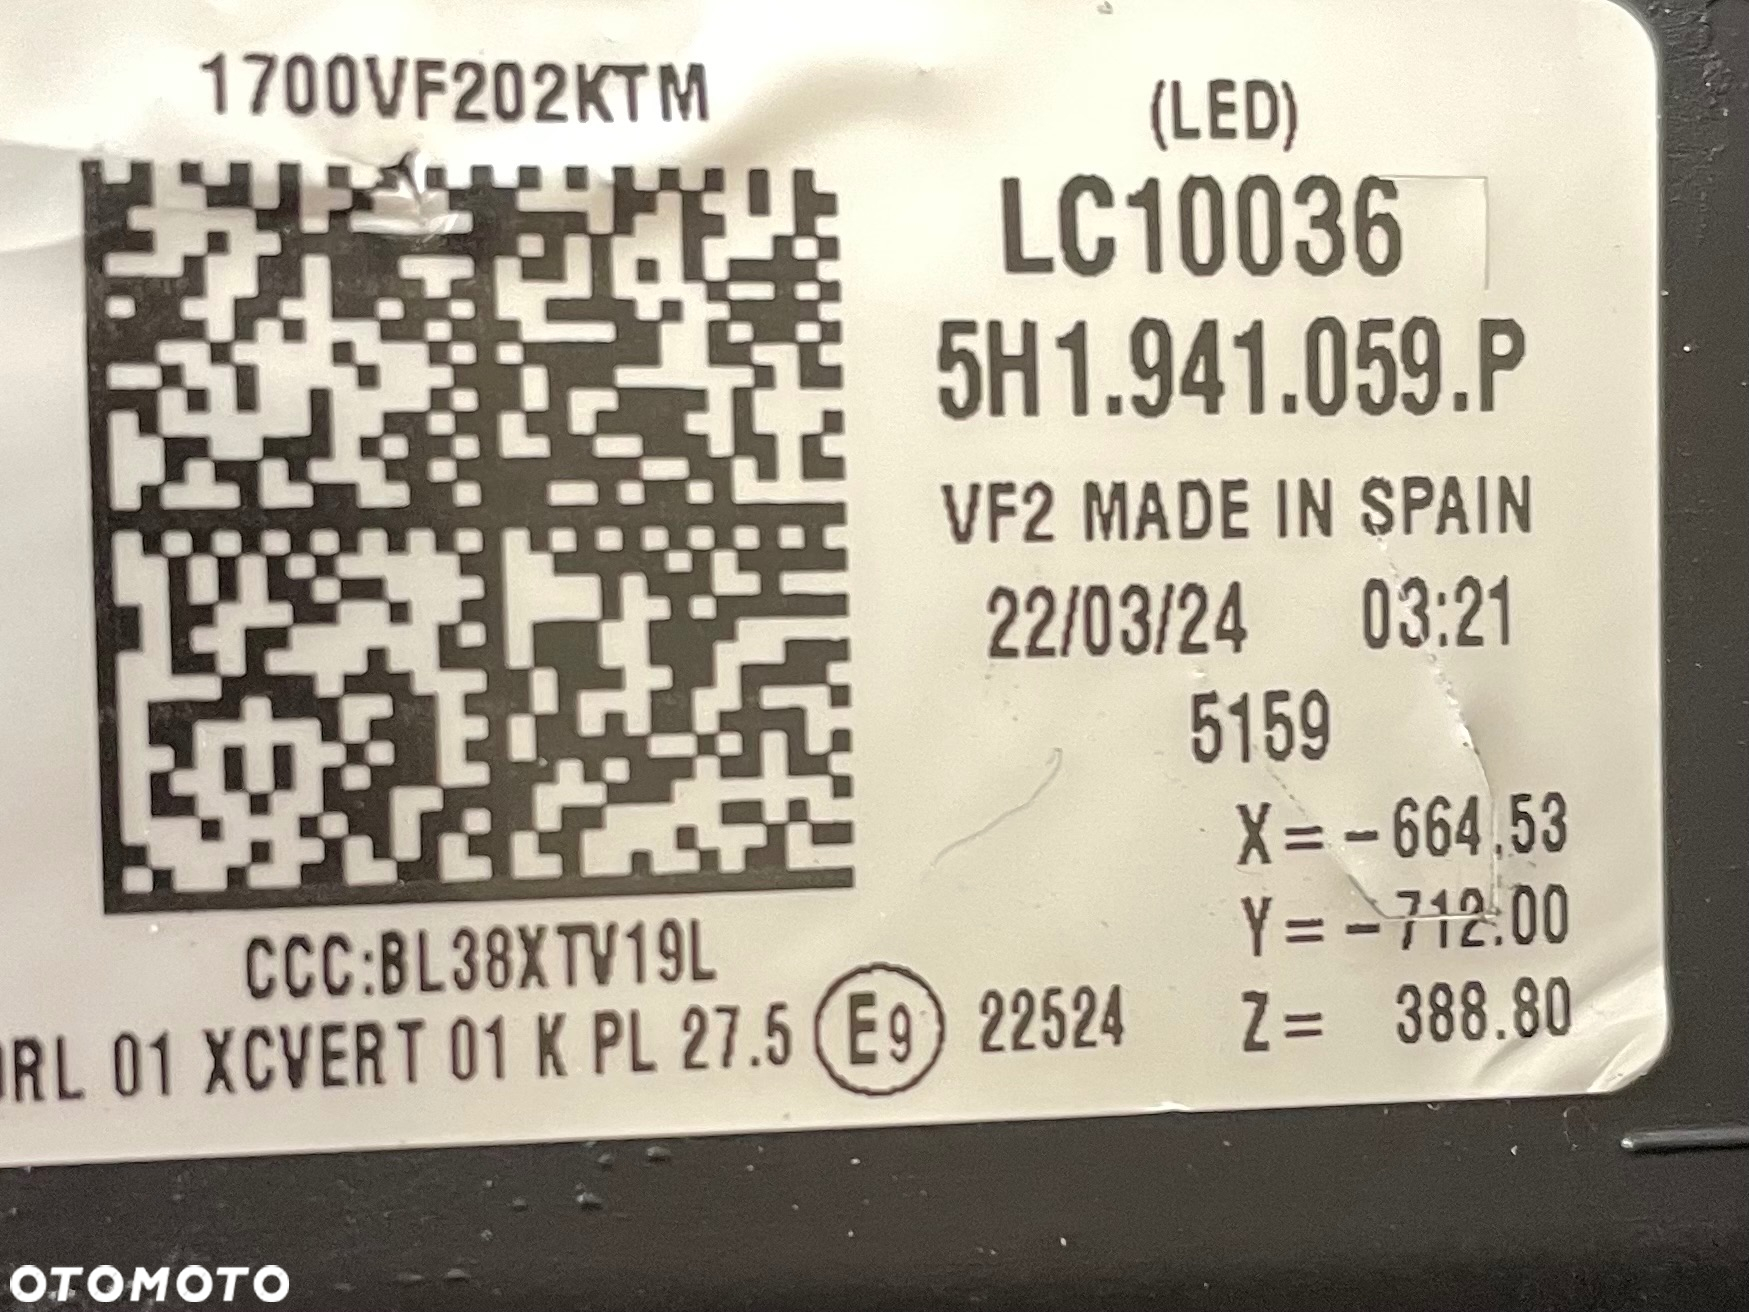 1700VF202KTM
(LED)
LC10036
5H1.941.059.P
VF2 MADE IN SPAIN
22/03/24 03:21
5159
X=-664.53
Y=-712.00
Z= 388.80
CCC:BL38XTV19L
DRL 01 XCVERT 01 K PL 27.5 E9 22524
OTOMOTO